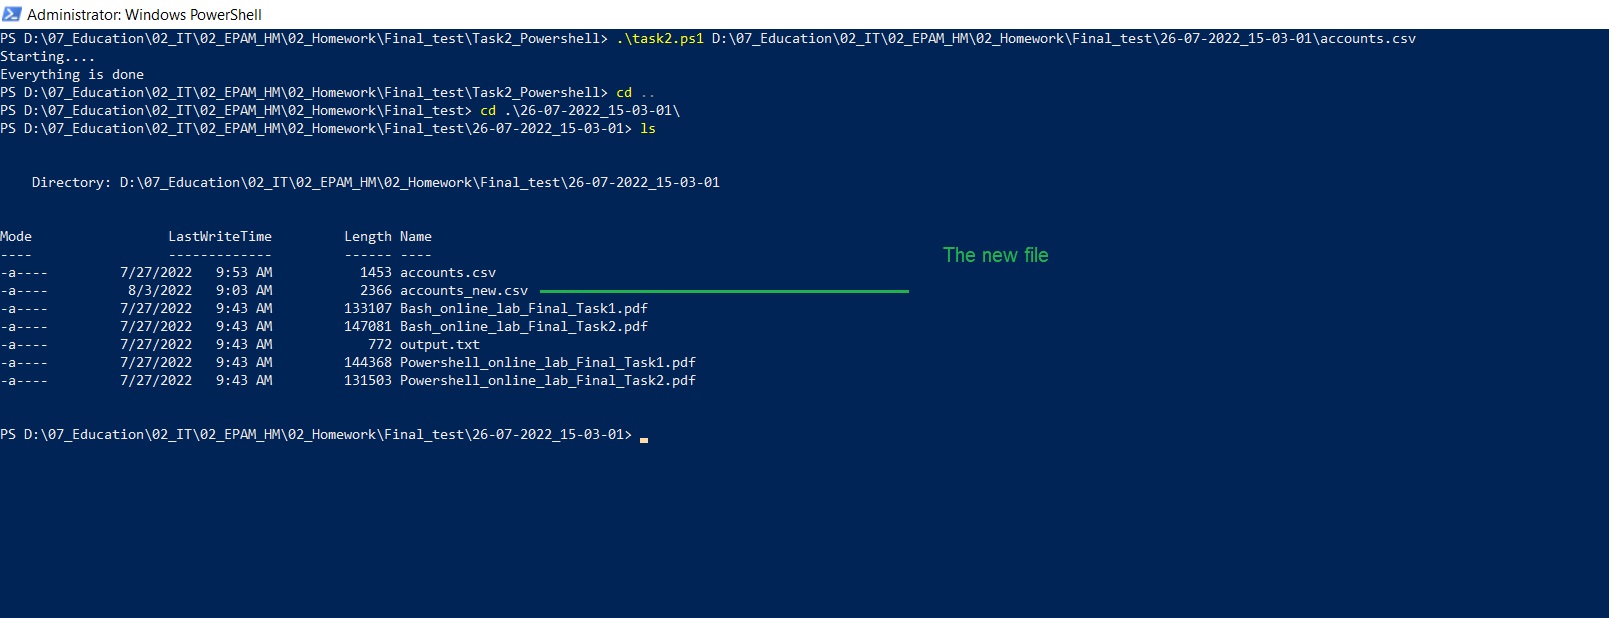 Administrator: Windows PowerShell
PS D:\07_Education\02_IT\02_EPAM_HM\02_Homework\Final_test\Task2_Powershell> .\task2.ps1 D:\07_Education\02_IT\02_EPAM_HM\02_Homework\Final_test\26-07-2022_15-03-01\accounts.csv
Starting....
Everything is done
PS D:\07_Education\02_IT\02_EPAM_HM\02_Homework\Final_test\Task2_Powershell> cd ..
PS D:\07_Education\02_IT\02_EPAM_HM\02_Homework\Final_test> cd .\26-07-2022_15-03-01\
PS D:\07_Education\02_IT\02_EPAM_HM\02_Homework\Final_test\26-07-2022_15-03-01> ls
Directory: D:\07_Education\02_IT\02_EPAM_HM\02_Homework\Final_test\26-07-2022_15-03-01
Mode LastWriteTime Length Name
---- ------------- ------ ----
The new file
-a---- 7/27/2022 9:53 AM 1453 accounts.csv
-a---- 8/3/2022 9:03 AM 2366 accounts_new.csv
-a---- 7/27/2022 9:43 AM 133107 Bash_online_lab_Final_Task1.pdf
-a---- 7/27/2022 9:43 AM 147081 Bash_online_lab_Final_Task2.pdf
-a---- 7/27/2022 9:43 AM 772 output.txt
-a---- 7/27/2022 9:43 AM 144368 Powershell_online_lab_Final_Task1.pdf
-a---- 7/27/2022 9:43 AM 131503 Powershell_online_lab_Final_Task2.pdf
PS D:\07_Education\02_IT\02_EPAM_HM\02_Homework\Final_test\26-07-2022_15-03-01>